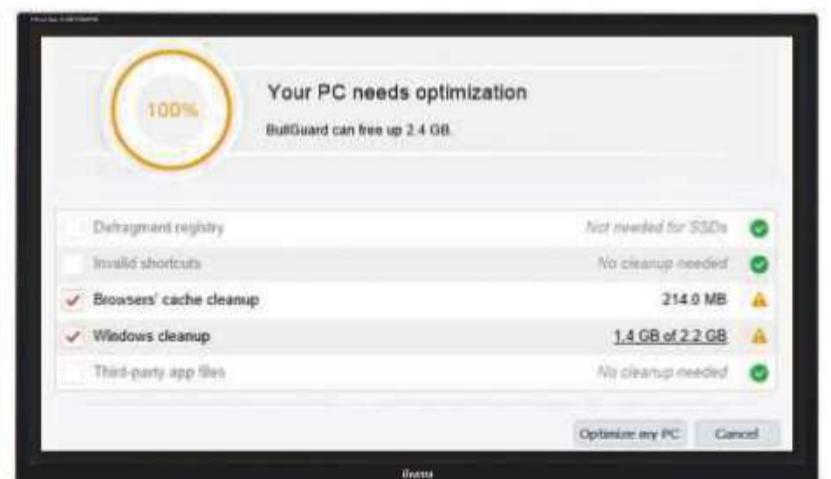 100%
Your PC needs optimization
BullGuard can free up 2.4 GB.
Defragment registry Not needed for SSDs
Invalid shortcuts No cleanup needed
Browsers' cache cleanup 214.0 MB
Windows cleanup 1.4 GB of 2.2 GB
Third-party app files No cleanup needed
Optimize my PC Cancel
iiyama